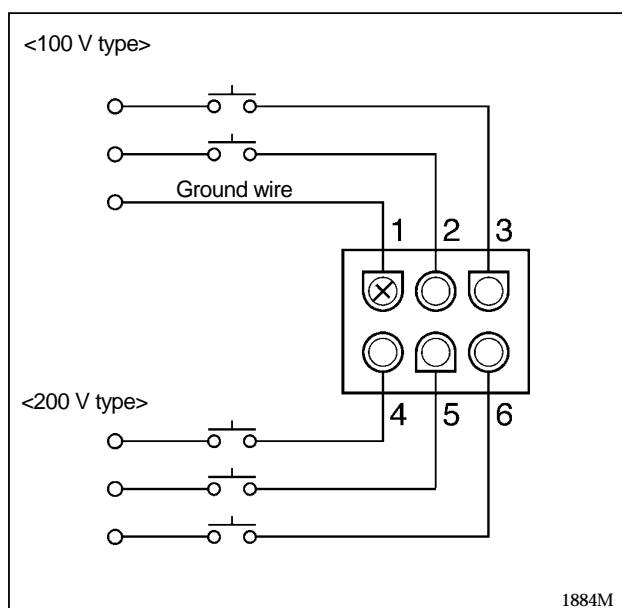 <100 V type>
Ground wire
1 2 3
4 5 6
<200 V type>
1884M